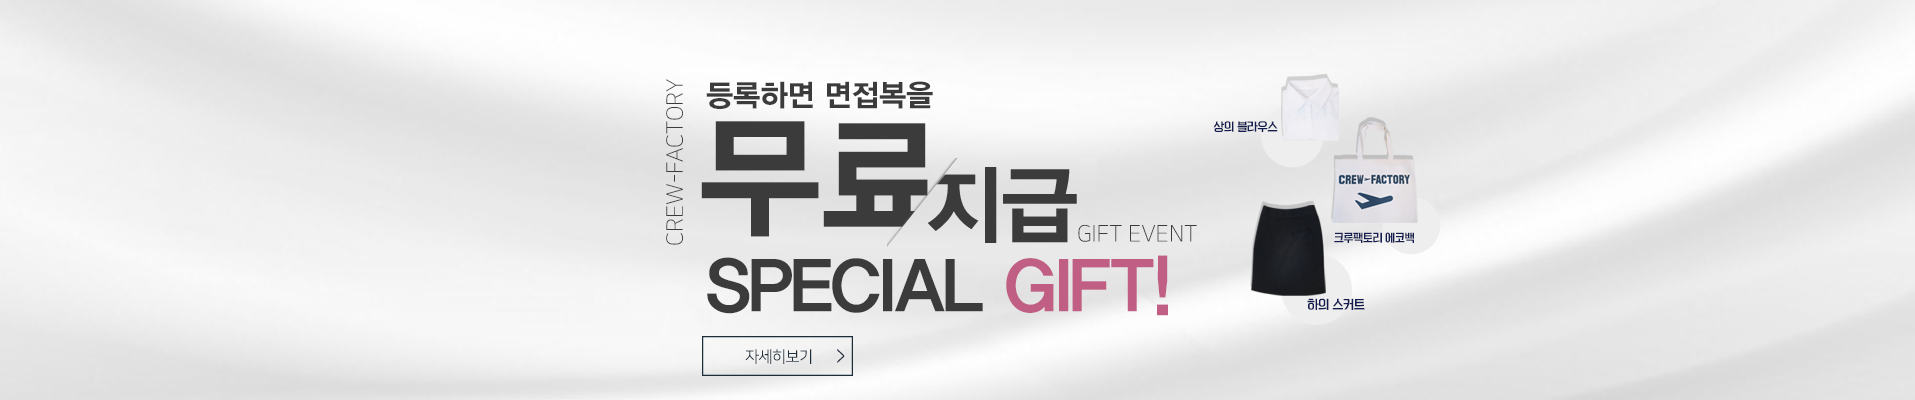 CREW-FACTORY
등록하면 면접복을
무료/지급
GIFT EVENT
SPECIAL GIFT!
자세히보기 >
상의 블라우스
CREW-FACTORY
크루팩토리 에코백
하의 스커트